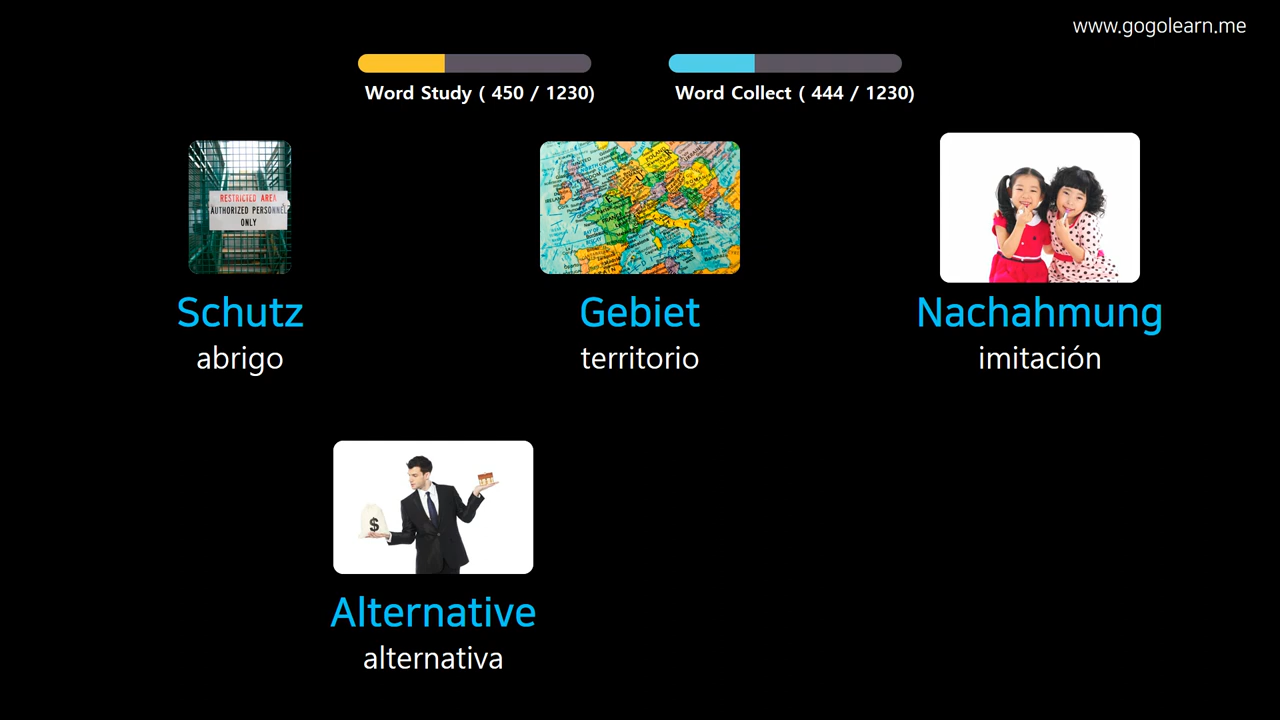 www.gogolearn.me
Word Study ( 450 / 1230)
Word Collect ( 444 / 1230)
RESTRICTED AREA
AUTHORIZED PERSONNEL
ONLY
Schutz
abrigo
Gebiet
territorio
Nachahmung
imitación
$
Alternative
alternativa